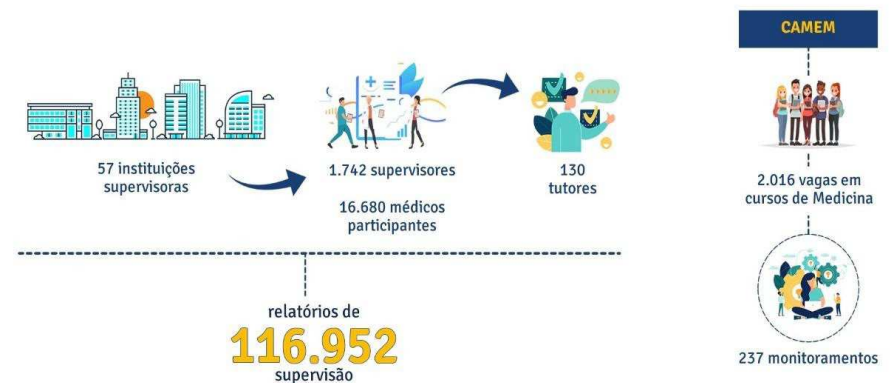 57 instituições
supervisoras
1.742 supervisores
16.680 médicos
participantes
130
tutores
relatórios de
116.952
supervisão
CAMEM
2.016 vagas em
cursos de Medicina
237 monitoramentos